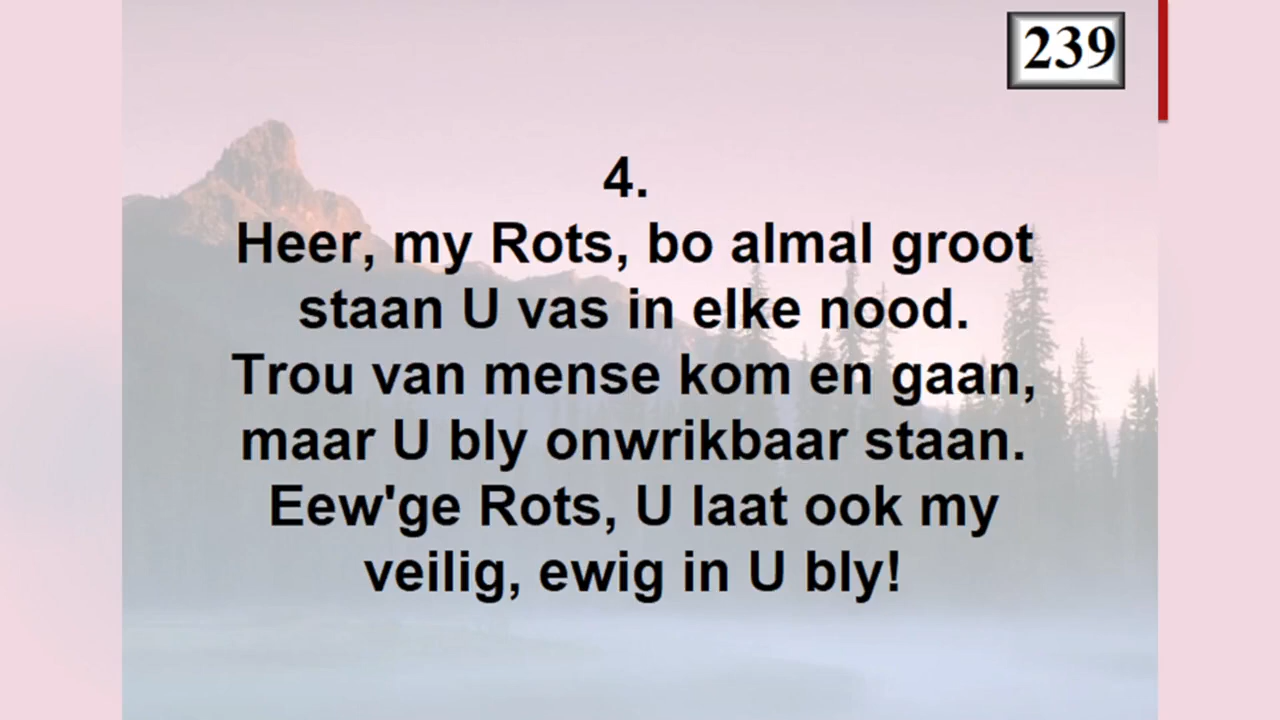 239
4.
Heer, my Rots, bo almal groot
staan U vas in elke nood.
Trou van mense kom en gaan,
maar U bly onwrikbaar staan.
Eew'ge Rots, U laat ook my
veilig, ewig in U bly!